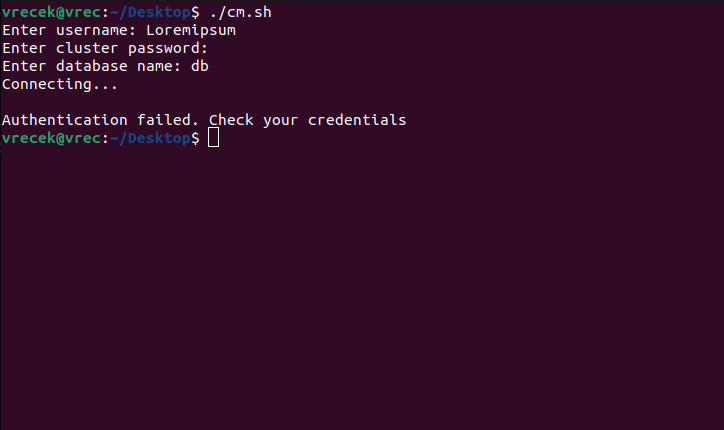 vrecek@vrec:~/Desktop$ ./cm.sh
Enter username: Loremipsum
Enter cluster password:
Enter database name: db
Connecting...
Authentication failed. Check your credentials
vrecek@vrec:~/Desktop$